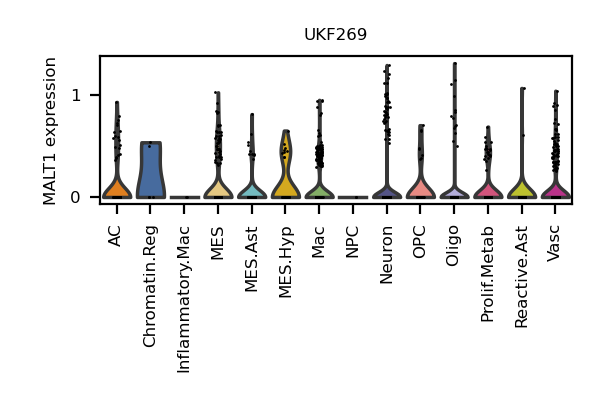 UKF269
MALT1 expression
1
0
AC
Chromatin.Reg
Inflammatory.Mac
MES
MES.Ast
MES.Hyp
Mac
NPC
Neuron
OPC
Oligo
Prolif.Metab
Reactive.Ast
Vasc